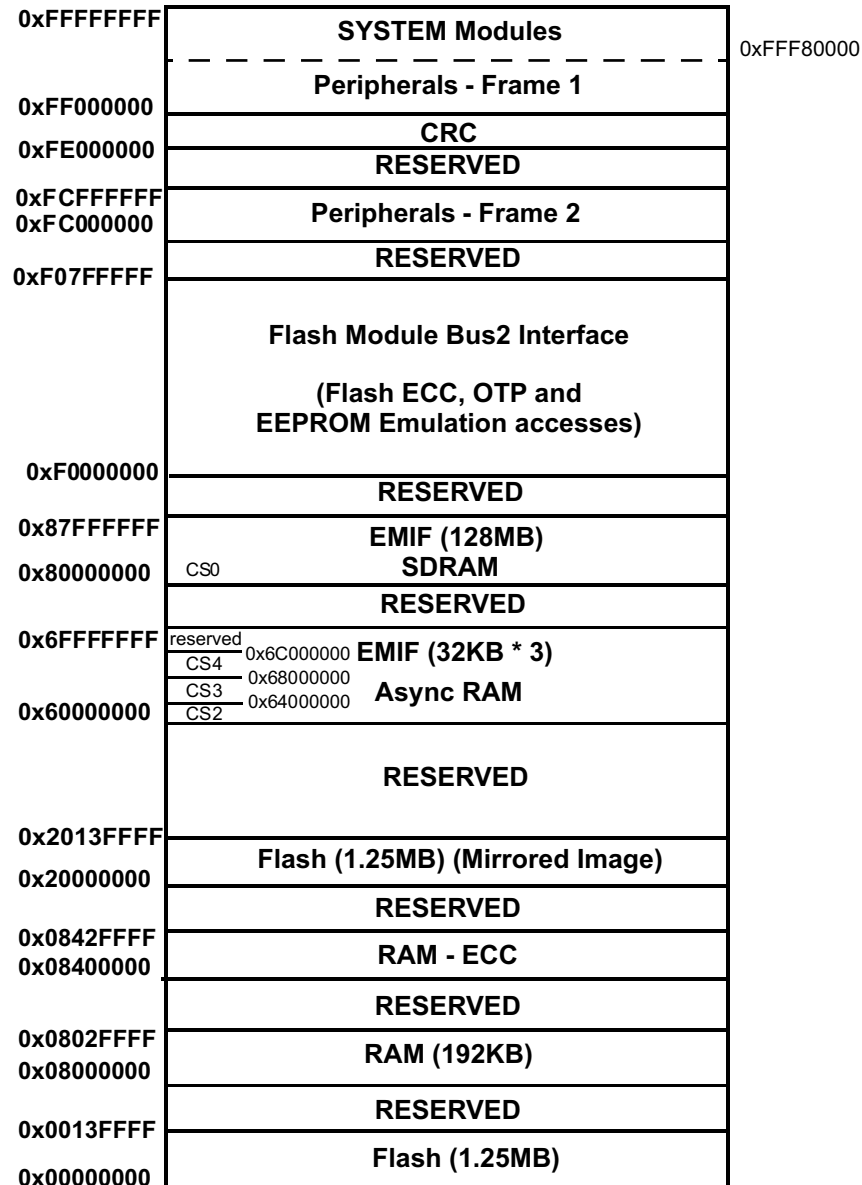 0xFFFFFFFF
SYSTEM Modules
0xFFF80000
Peripherals - Frame 1
0xFF000000
CRC
0xFE000000
RESERVED
0xFCFFFFFF
Peripherals - Frame 2
0xFC000000
RESERVED
0xF07FFFFF
Flash Module Bus2 Interface
(Flash ECC, OTP and
EEPROM Emulation accesses)
0xF0000000
RESERVED
0x87FFFFFF
EMIF (128MB)
0x80000000 CS0 SDRAM
RESERVED
0x6FFFFFFF reserved
0x6C000000 EMIF (32KB * 3)
CS4
0x68000000
CS3 Async RAM
0x64000000
0x60000000 CS2
RESERVED
0x2013FFFF
Flash (1.25MB) (Mirrored Image)
0x20000000
RESERVED
0x0842FFFF
RAM - ECC
0x08400000
RESERVED
0x0802FFFF
RAM (192KB)
0x08000000
RESERVED
0x0013FFFF
Flash (1.25MB)
0x00000000